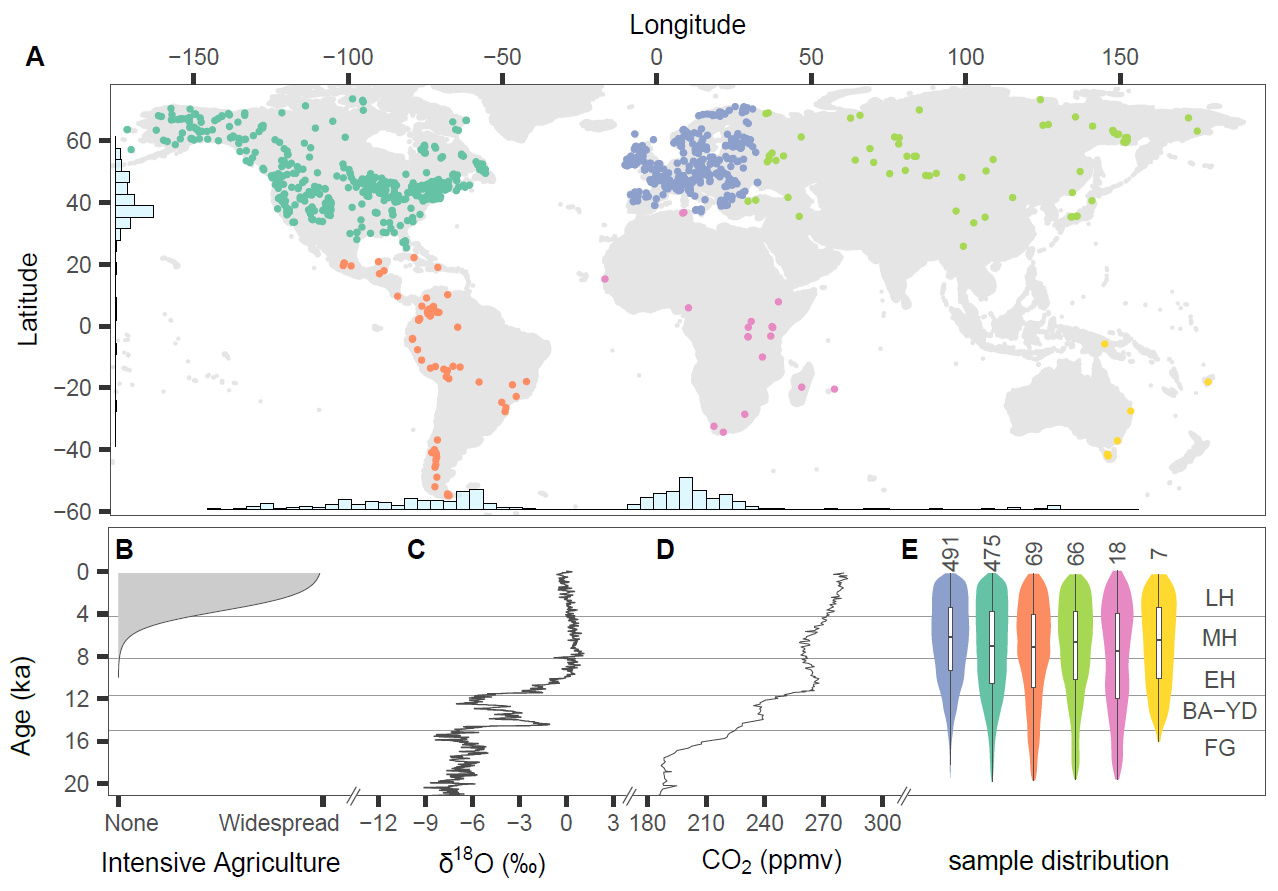 Longitude
A
−150 −100 −50 0 50 100 150
Latitude
60
40
20
0
−20
−40
−60
B C D E
491 475 69 66 18 7
Age (ka)
0
4
8
12
16
20
LH
MH
EH
BA−YD
FG
None Widespread −12 −9 −6 −3 0 3 180 210 240 270 300
Intensive Agriculture δ¹⁸O (‰) CO₂ (ppmv) sample distribution